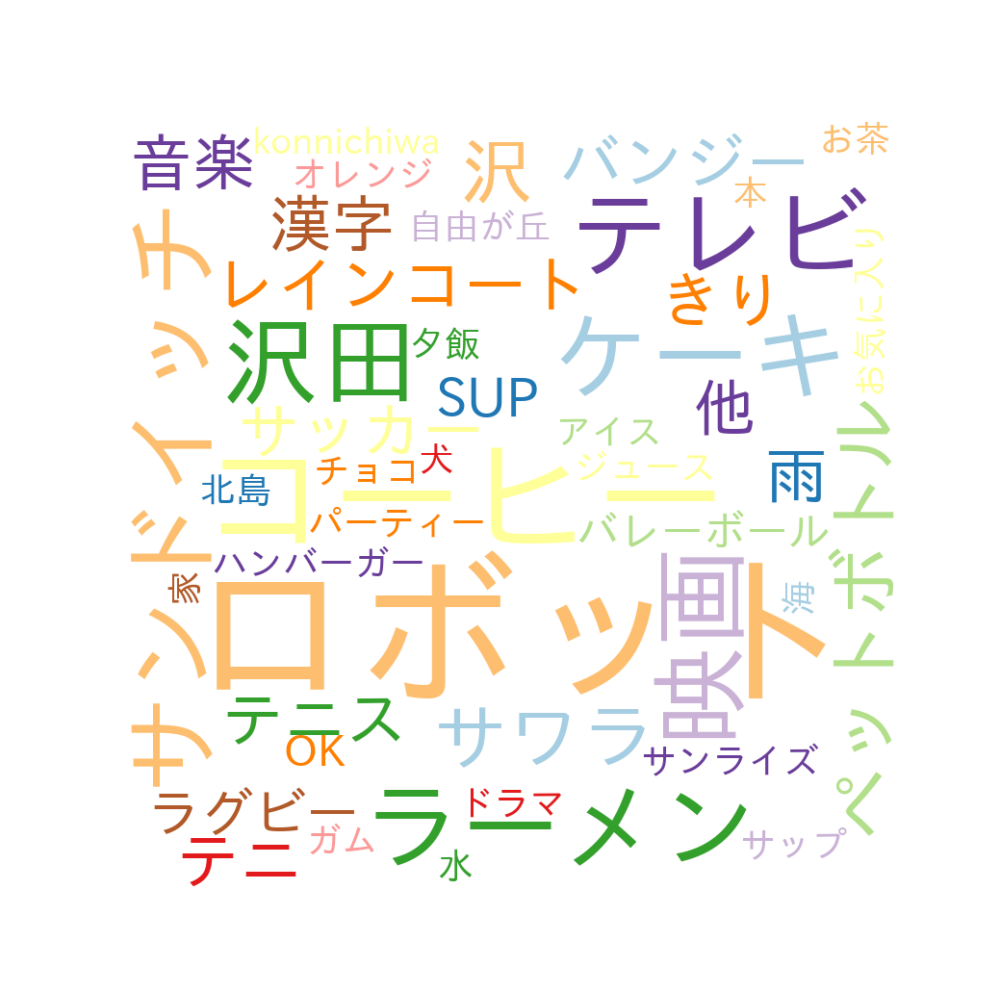 konnichiwa
お茶
音楽
オレンジ
沢
バンジー
本
漢字
自由が丘
テレビ
サンドイッチ
レインコート
きり
お気に入り
沢田
夕飯
ケーキ
SUP
他
サッカー
アイス
犬
チョコ
ジュース
雨
北島
コーヒー
パーティー
バレーボール
ペットボトル
ハンバーガー
家
ロボット
映画
海
テニス
OK
サワラ
サンライズ
ラグビー
ラーメン
ドラマ
ガム
サップ
テニ
水